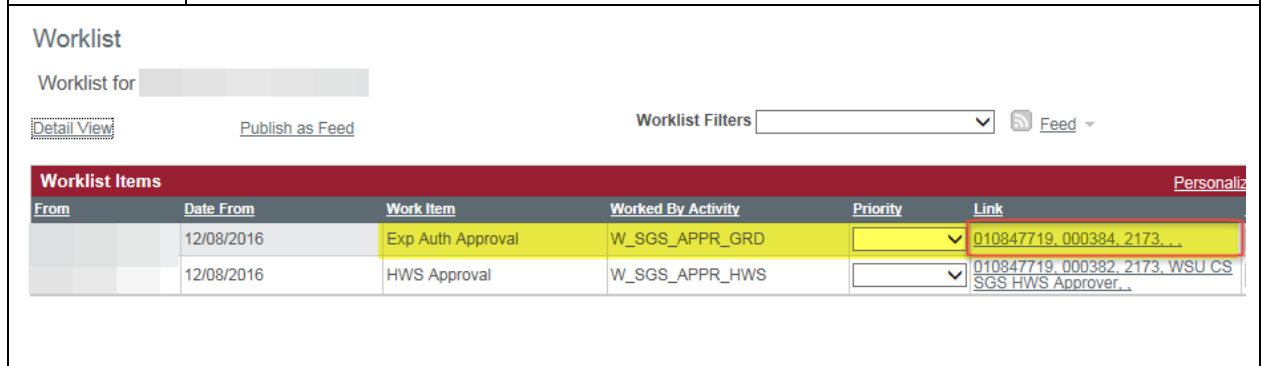 Worklist
Worklist for
Detail View Publish as Feed Worklist Filters Feed
Worklist Items Personaliz
From Date From Work Item Worked By Activity Priority Link
12/08/2016 Exp Auth Approval W_SGS_APPR_GRD 010847719, 000384, 2173, , ,
12/08/2016 HWS Approval W_SGS_APPR_HWS 010847719, 000382, 2173, WSU CS
SGS HWS Approver, ,